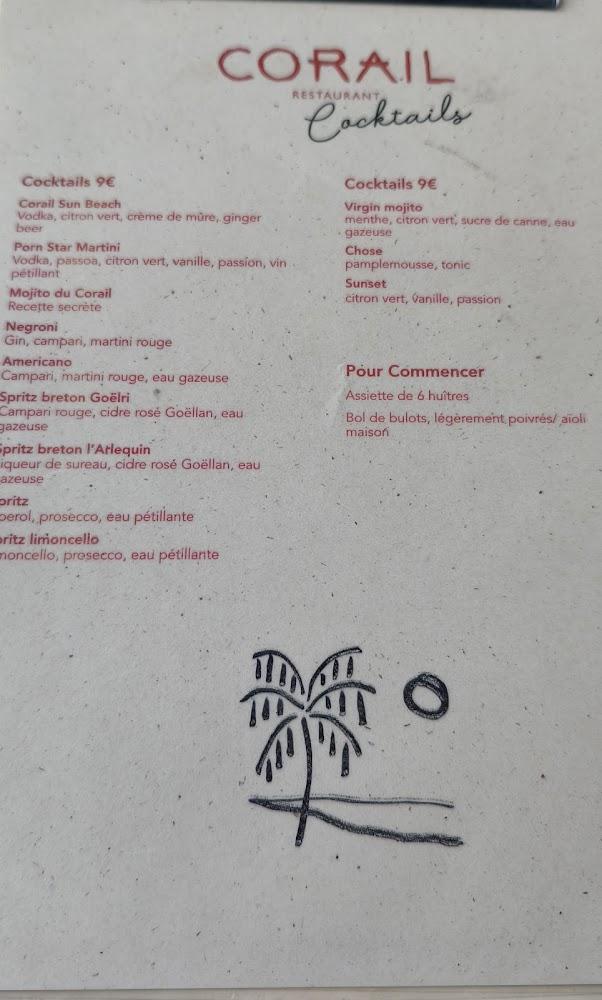 CORAIL
RESTAURANT
Cocktails
Cocktails 9€
Corail Sun Beach
Vodka, citron vert, crème de mûre, ginger
beer
Porn Star Martini
Vodka, passoa, citron vert, vanille, passion, vin
pétillant
Mojito du Corail
Recette secrète
Negroni
Gin, campari, martini rouge
Americano
Campari, martini rouge, eau gazeuse
Spritz breton Goëlri
Campari rouge, cidre rosé Goëllan, eau
gazeuse
Spritz breton l'Arlequin
iqueur de sureau, cidre rosé Goëllan, eau
azeuse
pritz
perol, prosecco, eau pétillante
pritz limoncello
moncello, prosecco, eau pétillante
Cocktails 9€
Virgin mojito
menthe, citron vert, sucre de canne, eau
gazeuse
Chose
pamplemousse, tonic
Sunset
citron vert, vanille, passion
Pour Commencer
Assiette de 6 huîtres
Bol de bulots, légèrement poivrés/ aïoli
maison